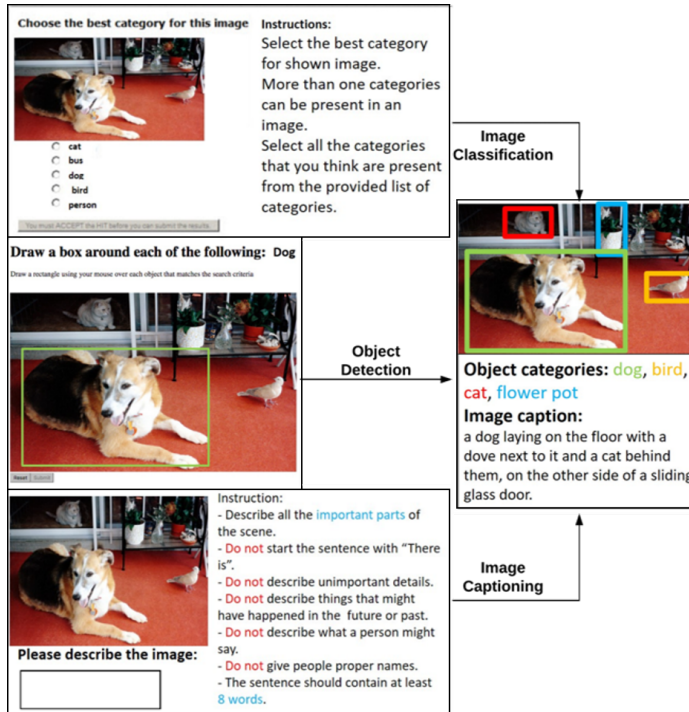 Choose the best category for this image
cat
bus
dog
bird
person
You must ACCEPT the HIT before you can submit the results.
Instructions:
Select the best category
for shown image.
More than one categories
can be present in an
image.
Select all the categories
that you think are present
from the provided list of
categories.
Image
Classification
Draw a box around each of the following: Dog
Draw a rectangle using your mouse over each object that matches the search criteria
Reset Submit
Object
Detection
Object categories: dog, bird,
cat, flower pot
Image caption:
a dog laying on the floor with a
dove next to it and a cat behind
them, on the other side of a sliding
glass door.
Please describe the image:
Instruction:
- Describe all the important parts of
the scene.
- Do not start the sentence with “There
is”.
- Do not describe unimportant details.
- Do not describe things that might
have happened in the future or past.
- Do not describe what a person might
say.
- Do not give people proper names.
- The sentence should contain at least
8 words.
Image
Captioning